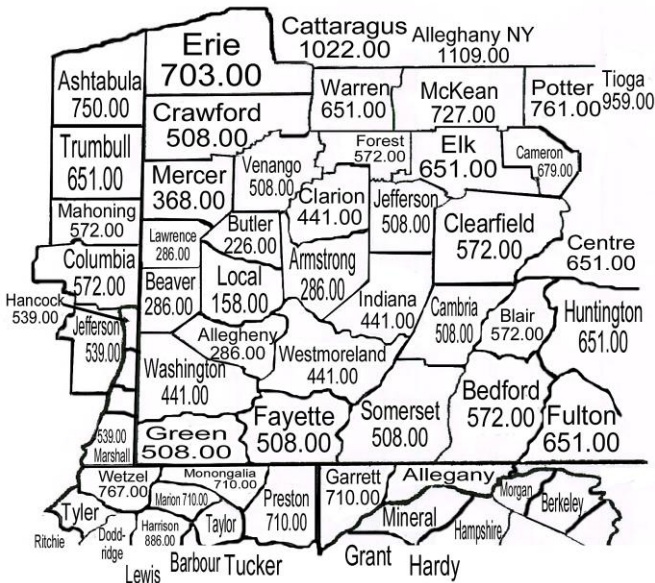 Erie
703.00
Cattaragus
1022.00
Alleghany NY
1109.00
Ashtabula
750.00
Warren
651.00
McKean
727.00
Potter
761.00
Tioga
959.00
Crawford
508.00
Trumbull
651.00
Forest
572.00
Elk
651.00
Cameron
679.00
Mercer
368.00
Venango
508.00
Clarion
441.00
Jefferson
508.00
Mahoning
572.00
Lawrence
286.00
Butler
226.00
Clearfield
572.00
Centre
651.00
Columbia
572.00
Beaver
286.00
Local
158.00
Armstrong
286.00
Indiana
441.00
Cambria
508.00
Blair
572.00
Huntington
651.00
Hancock
539.00
Jefferson
539.00
Allegheny
286.00
Washington
441.00
Westmoreland
441.00
Bedford
572.00
Somerset
508.00
Fulton
651.00
Green
508.00
Fayette
508.00
539.00
Marshall
Wetzel
767.00
Monongalia
710.00
Marion 710.00
Preston
710.00
Garrett
710.00
Allegany
Morgan
Berkeley
Tyler
Ritchie
Dodd-
ridge
Harrison
886.00
Taylor
Mineral
Hampshire
Lewis
Barbour
Tucker
Grant
Hardy